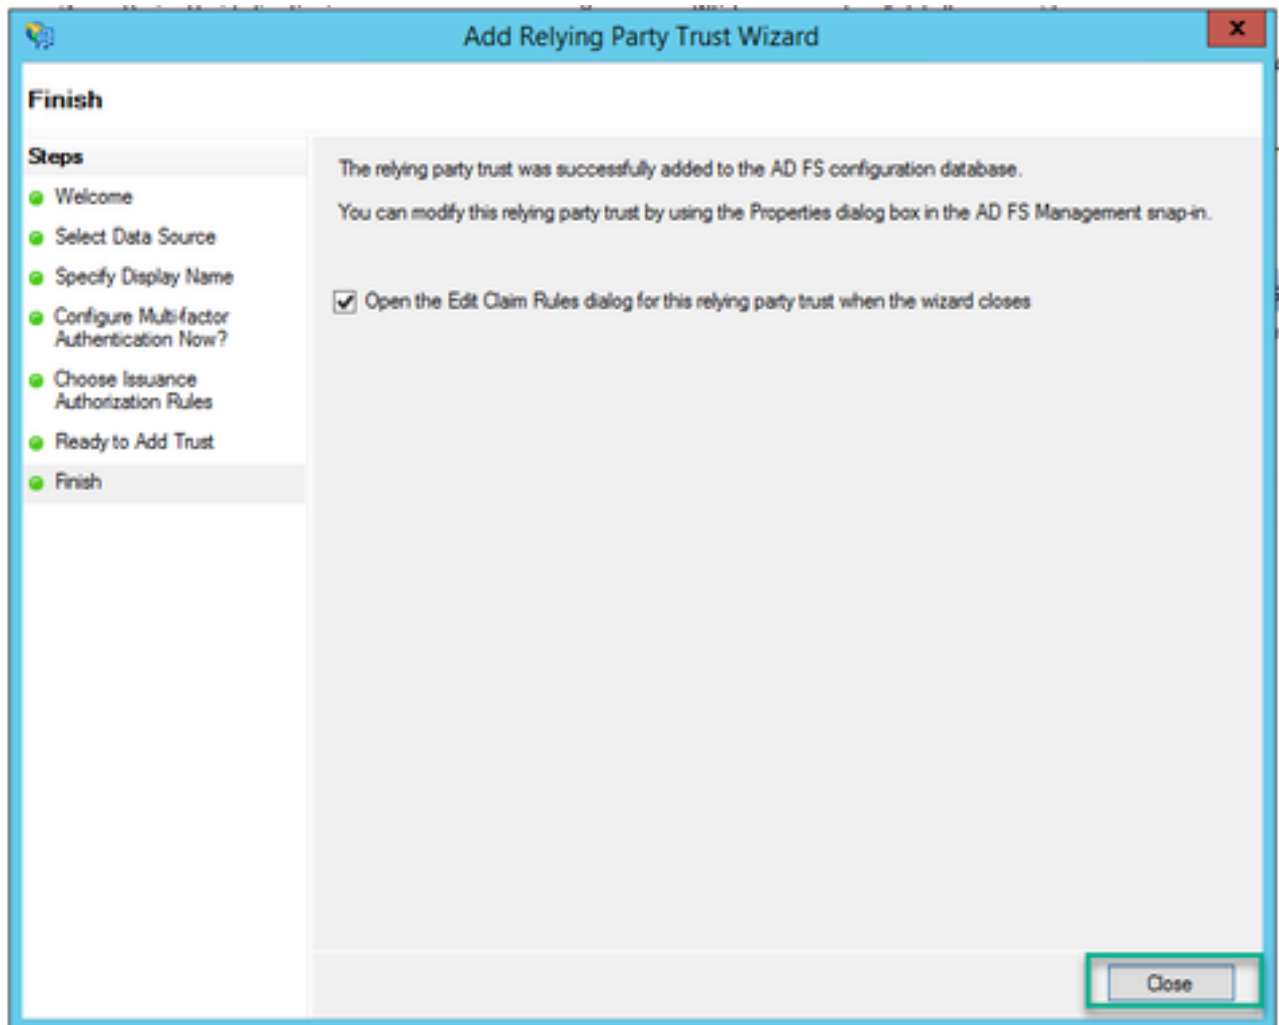 Add Relying Party Trust Wizard
x
Finish
Steps
Welcome
Select Data Source
Specify Display Name
Configure Multi-factor
Authentication Now?
Choose Issuance
Authorization Rules
Ready to Add Trust
Finish
The relying party trust was successfully added to the AD FS configuration database.
You can modify this relying party trust by using the Properties dialog box in the AD FS Management snap-in.
Open the Edit Claim Rules dialog for this relying party trust when the wizard closes
Close